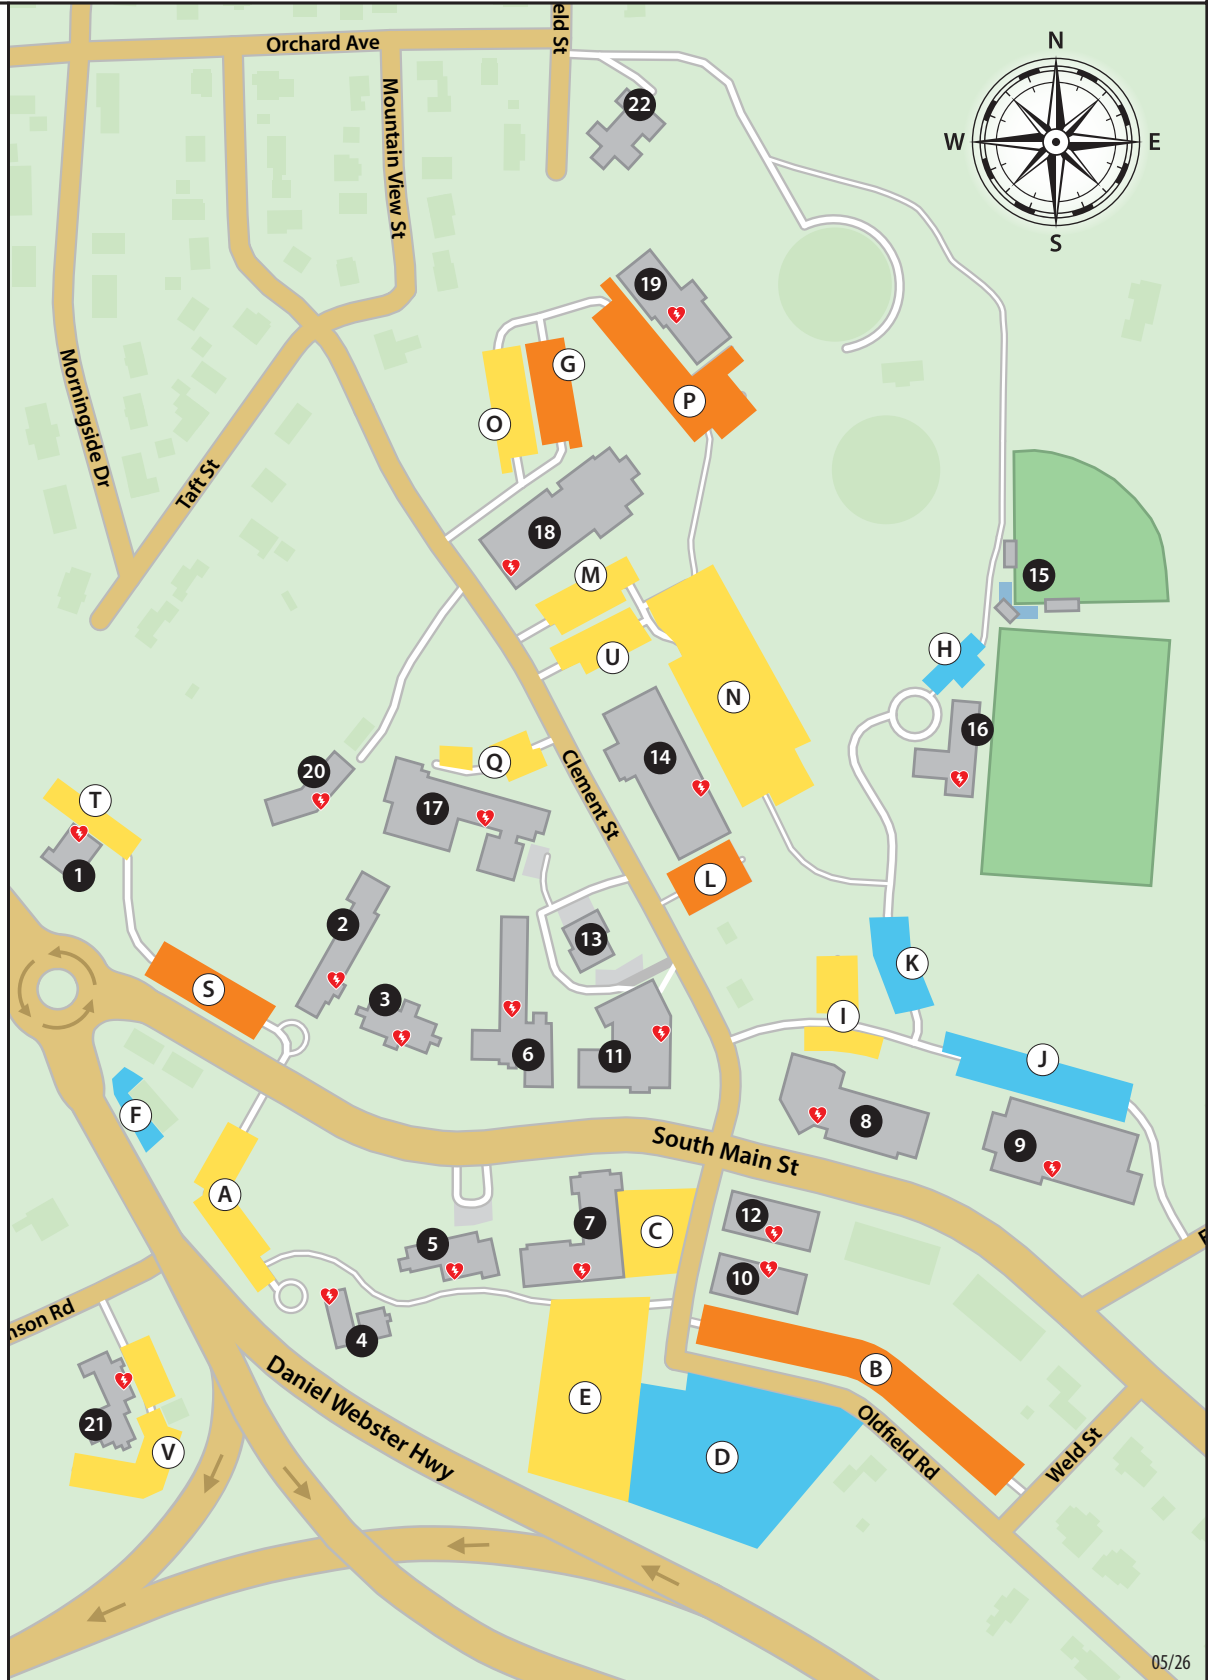 eld St
Orchard Ave
N
W
E
S
22
Mountain View St
19
G
P
O
Morningside Dr
Taft St
18
M
15
U
H
N
16
14
Q
Clement St
20
17
T
1
L
2
13
K
S
3
I
6
11
J
F
8
9
South Main St
A
12
7
C
5
10
nson Rd
4
B
Daniel Webster Hwy
E
21
V
Oldfield Rd
Weld St
D
05/26